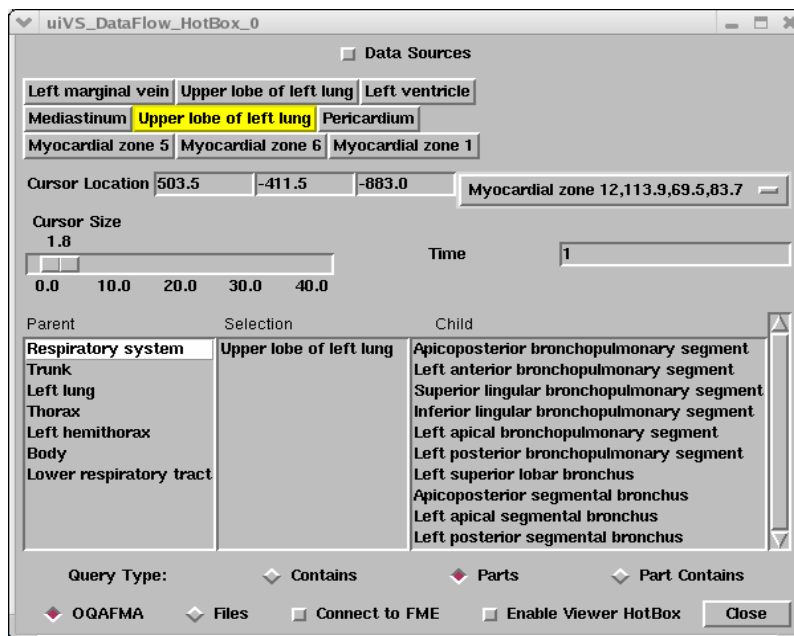 uiVS_DataFlow_HotBox_0
Data Sources
Left marginal vein Upper lobe of left lung Left ventricle
Mediastinum Upper lobe of left lung Pericardium
Myocardial zone 5 Myocardial zone 6 Myocardial zone 1
Cursor Location 503.5 -411.5 -883.0 Myocardial zone 12,113.9,69.5,83.7
Cursor Size
1.8
Time 1
0.0 10.0 20.0 30.0 40.0
Parent Selection Child
Respiratory system Upper lobe of left lung Apicoposterior bronchopulmonary segment
Trunk Left anterior bronchopulmonary segment
Left lung Superior lingular bronchopulmonary segment
Thorax Inferior lingular bronchopulmonary segment
Left hemithorax Left apical bronchopulmonary segment
Body Left posterior bronchopulmonary segment
Lower respiratory tract Left superior lobar bronchus
Apicoposterior segmental bronchus
Left apical segmental bronchus
Left posterior segmental bronchus
Query Type: Contains Parts Part Contains
OQAFMA Files Connect to FME Enable Viewer HotBox Close